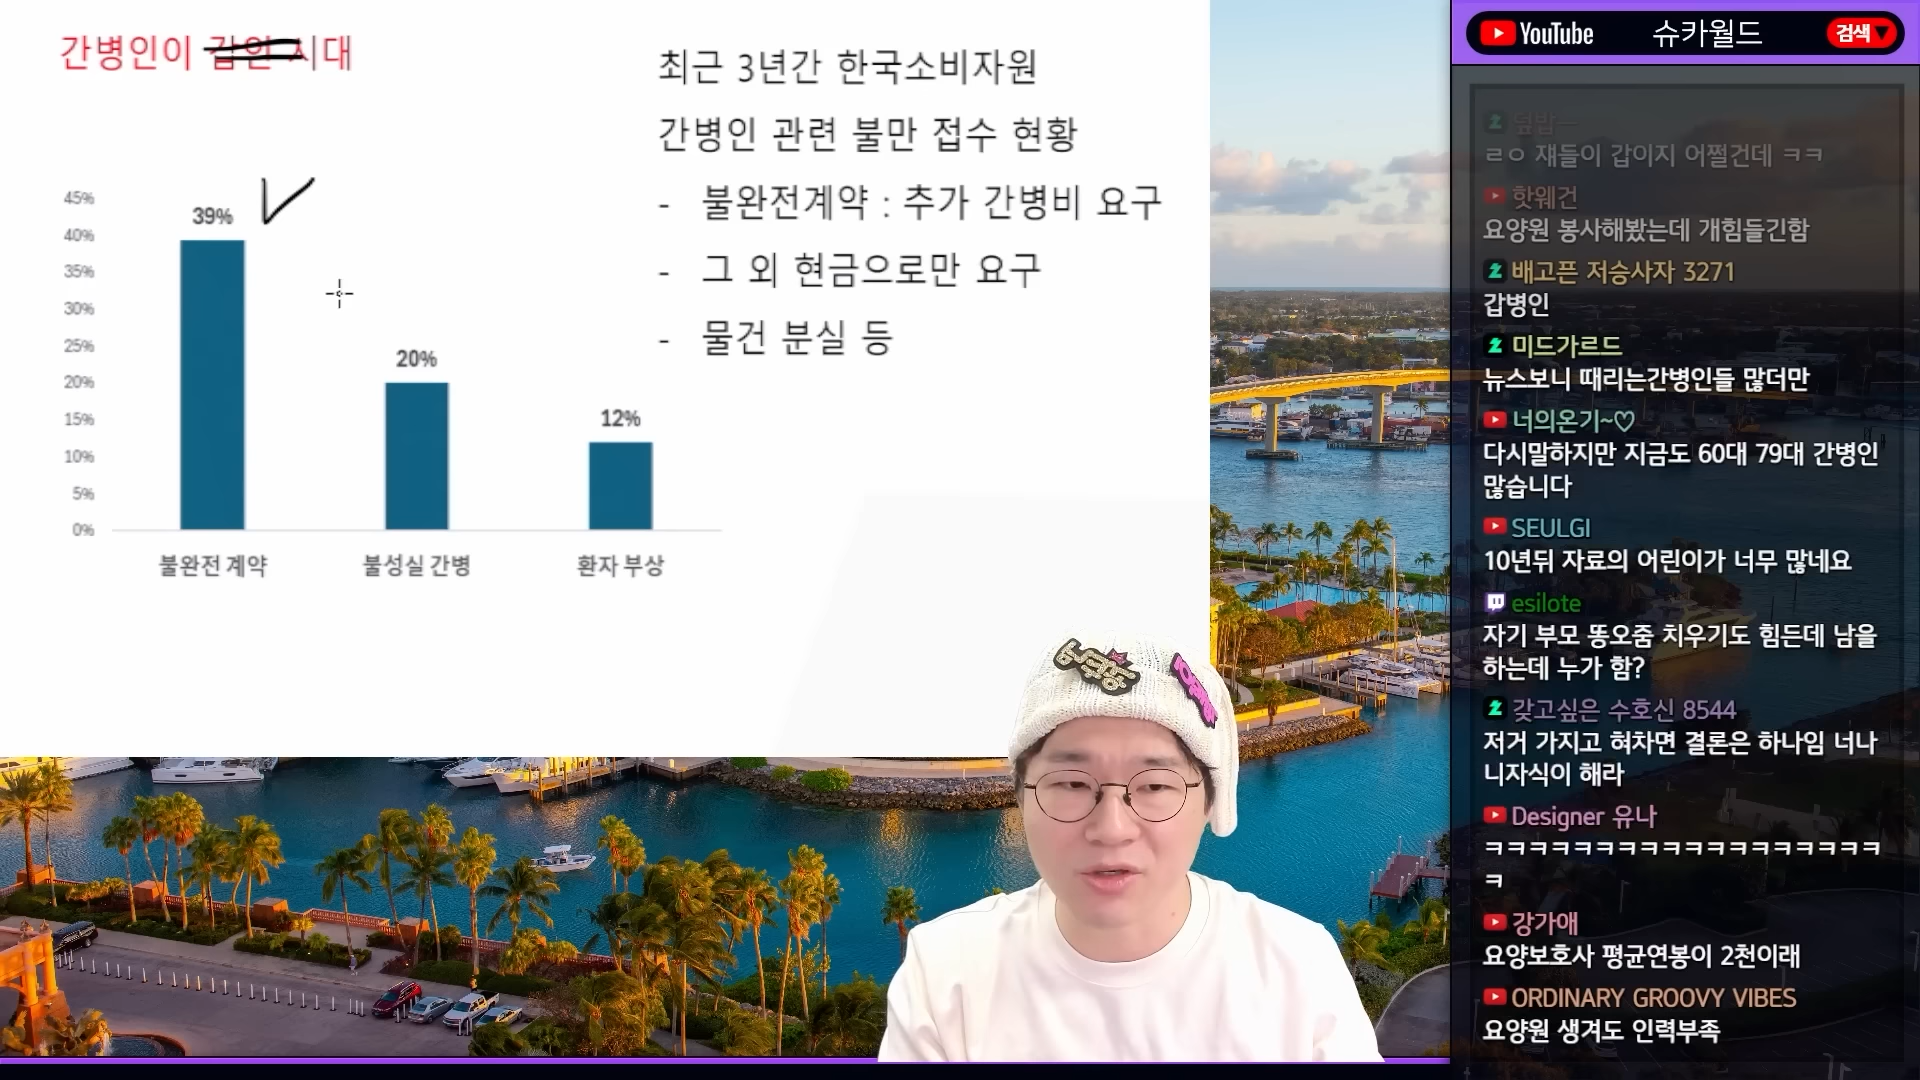 간병인이 갑인 시대
최근 3년간 한국소비자원
간병인 관련 불만 접수 현황
- 불완전계약 : 추가 간병비 요구
- 그 외 현금으로만 요구
- 물건 분실 등
45%
40%
35%
30%
25%
20%
15%
10%
5%
0%
39%
20%
12%
불완전 계약
불성실 간병
환자 부상
YouTube 슈카월드 검색
덮밥ㅡ
ㄹㅇ 쟤들이 갑이지 어쩔건데 ㅋㅋ
핫웨건
요양원 봉사해봤는데 개힘들긴함
배고픈 저승사자 3271
갑병인
미드가르드
뉴스보니 때리는간병인들 많더만
너의온기~♡
다시말하지만 지금도 60대 79대 간병인
많습니다
SEULGI
10년뒤 자료의 어린이가 너무 많네요
esilote
자기 부모 똥오줌 치우기도 힘든데 남을
하는데 누가 함?
갖고싶은 수호신 8544
저거 가지고 혀차면 결론은 하나임 너나
니자식이 해라
Designer 유나
ㅋㅋㅋㅋㅋㅋㅋㅋㅋㅋㅋㅋㅋㅋㅋㅋㅋㅋ
ㅋ
강가애
요양보호사 평균연봉이 2천이래
ORDINARY GROOVY VIBES
요양원 생겨도 인력부족